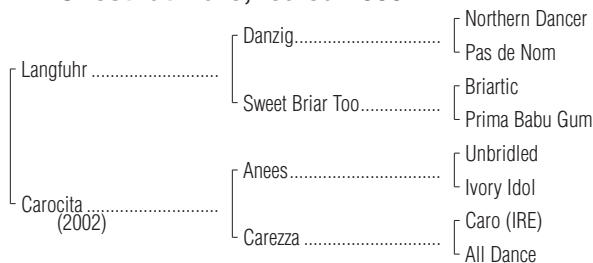 Northern Dancer
Danzig
Pas de Nom
Langfuhr
Briartic
Sweet Briar Too
Prima Babu Gum
Unbridled
Anees
Ivory Idol
Carocita
(2002)
Caro (IRE)
Carezza
All Dance